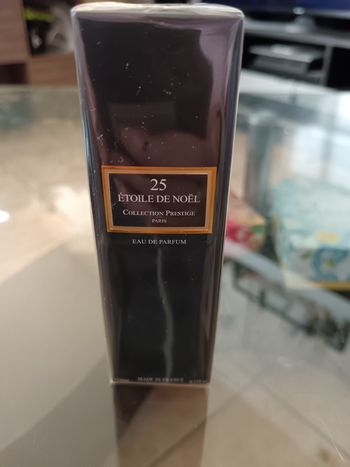 25
ÉTOILE DE NOËL
COLLECTION PRESTIGE
PARIS
EAU DE PARFUM
MADE IN FRANCE